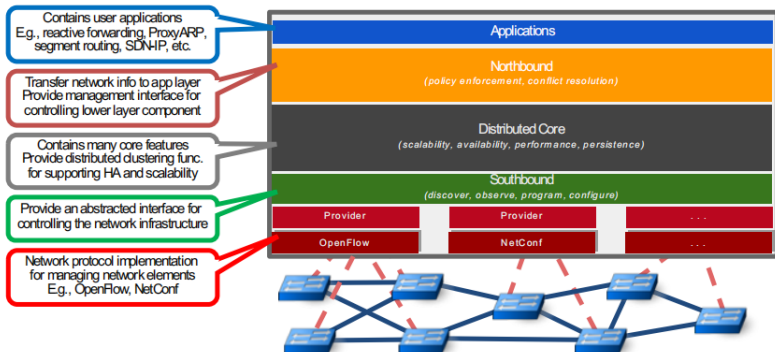 Contains user applications
E.g., reactive forwarding, ProxyARP,
segment routing, SDN-IP, etc.
Transfer network info to app layer
Provide management interface for
controlling lower layer component
Contains many core features
Provide distributed clustering func.
for supporting HA and scalability
Provide an abstracted interface for
controlling the network infrastructure
Network protocol implementation
for managing network elements
E.g., OpenFlow, NetConf
Applications
Northbound
(policy enforcement, conflict resolution)
Distributed Core
(scalability, availability, performance, persistence)
Southbound
(discover, observe, program, configure)
Provider Provider ...
OpenFlow NetConf ...